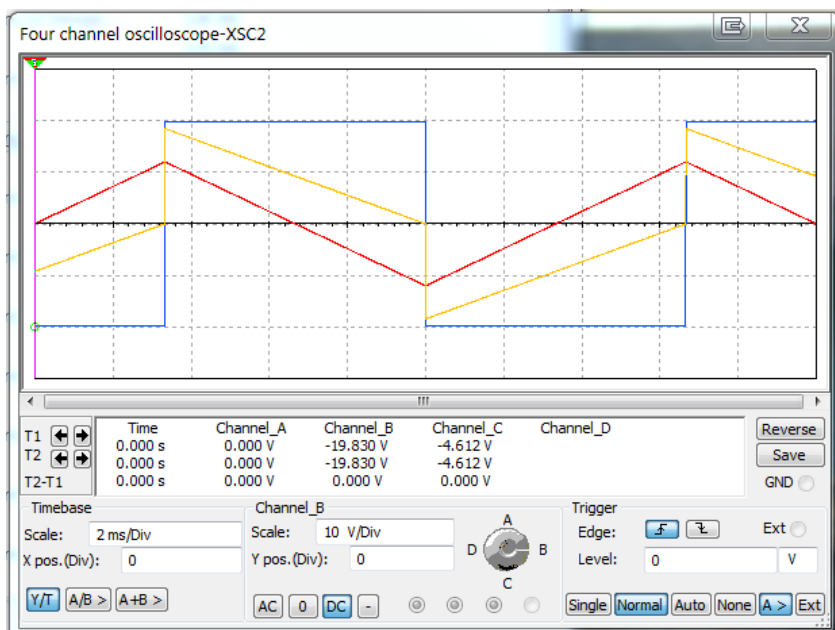 Four channel oscilloscope-XSC2
T1 Time Channel_A Channel_B Channel_C Channel_D Reverse
T2 0.000 s 0.000 V -19.830 V -4.612 V Save
0.000 s 0.000 V -19.830 V -4.612 V
T2-T1 0.000 s 0.000 V 0.000 V 0.000 V GND
Timebase Channel_B Trigger
Scale: 2 ms/Div Scale: 10 V/Div A Edge: Ext
X pos.(Div): 0 Y pos.(Div): 0 D B Level: 0 V
C
Y/T A/B > A+B > AC 0 DC - Single Normal Auto None A > Ext